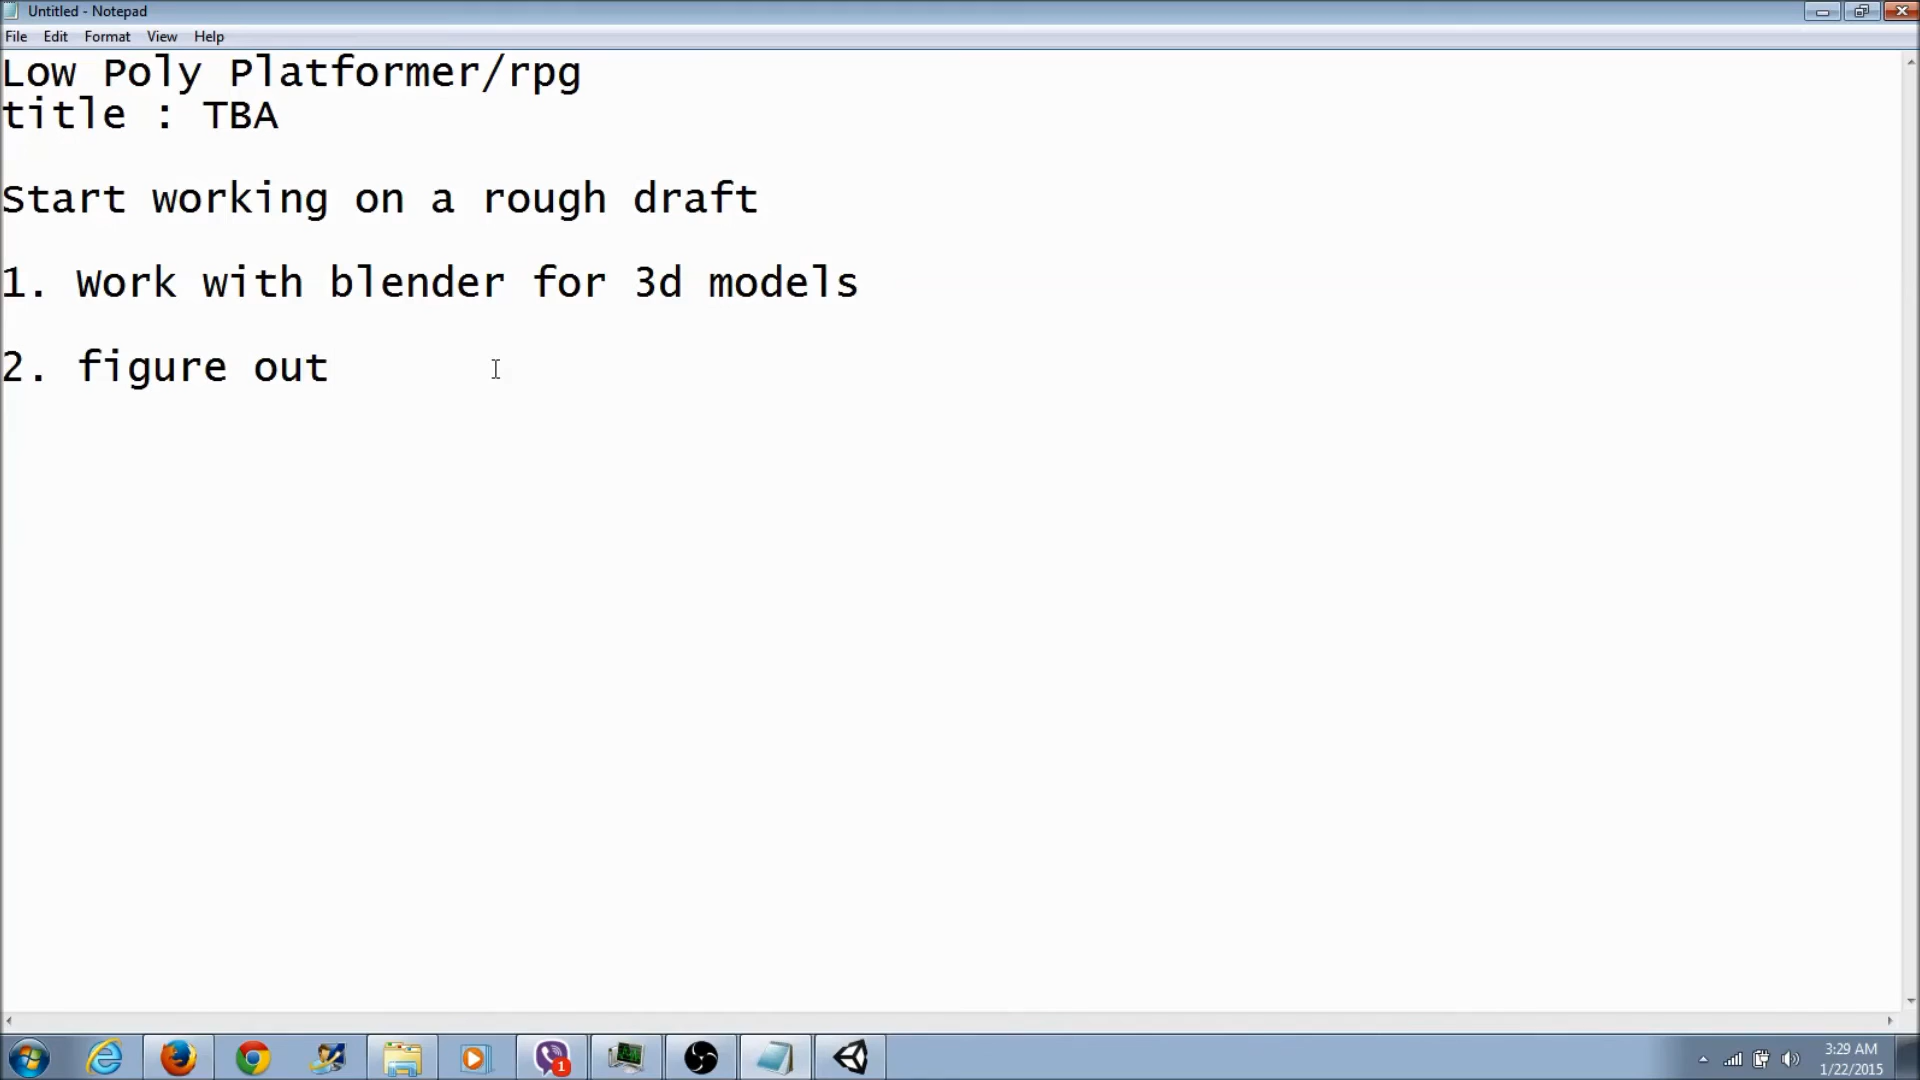 Untitled - Notepad
File Edit Format View Help
Low Poly Platformer/rpg
title : TBA
Start working on a rough draft
1. Work with blender for 3d models
2. figure out
1
3:29 AM
1/22/2015